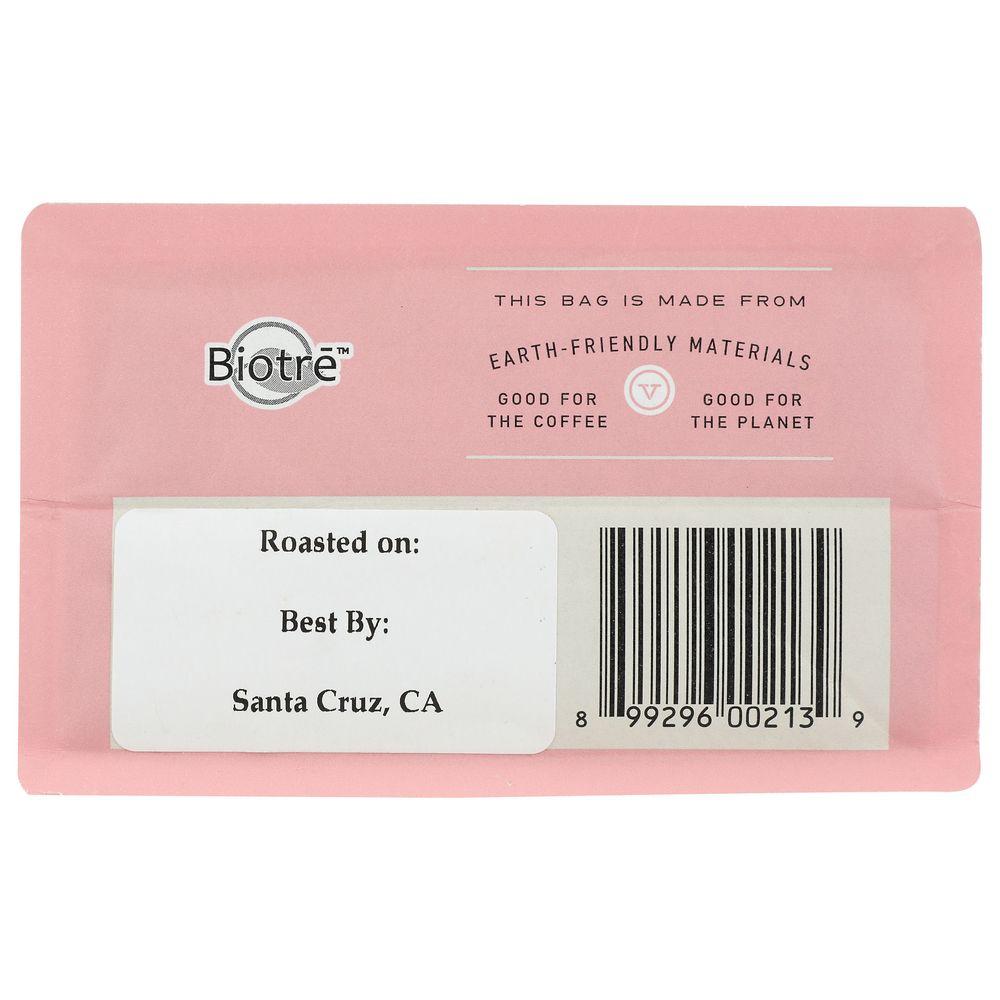 Biotrē™
THIS BAG IS MADE FROM
EARTH-FRIENDLY MATERIALS
V
GOOD FOR
THE COFFEE
GOOD FOR
THE PLANET
Roasted on:
Best By:
Santa Cruz, CA
8 99296 00213 9